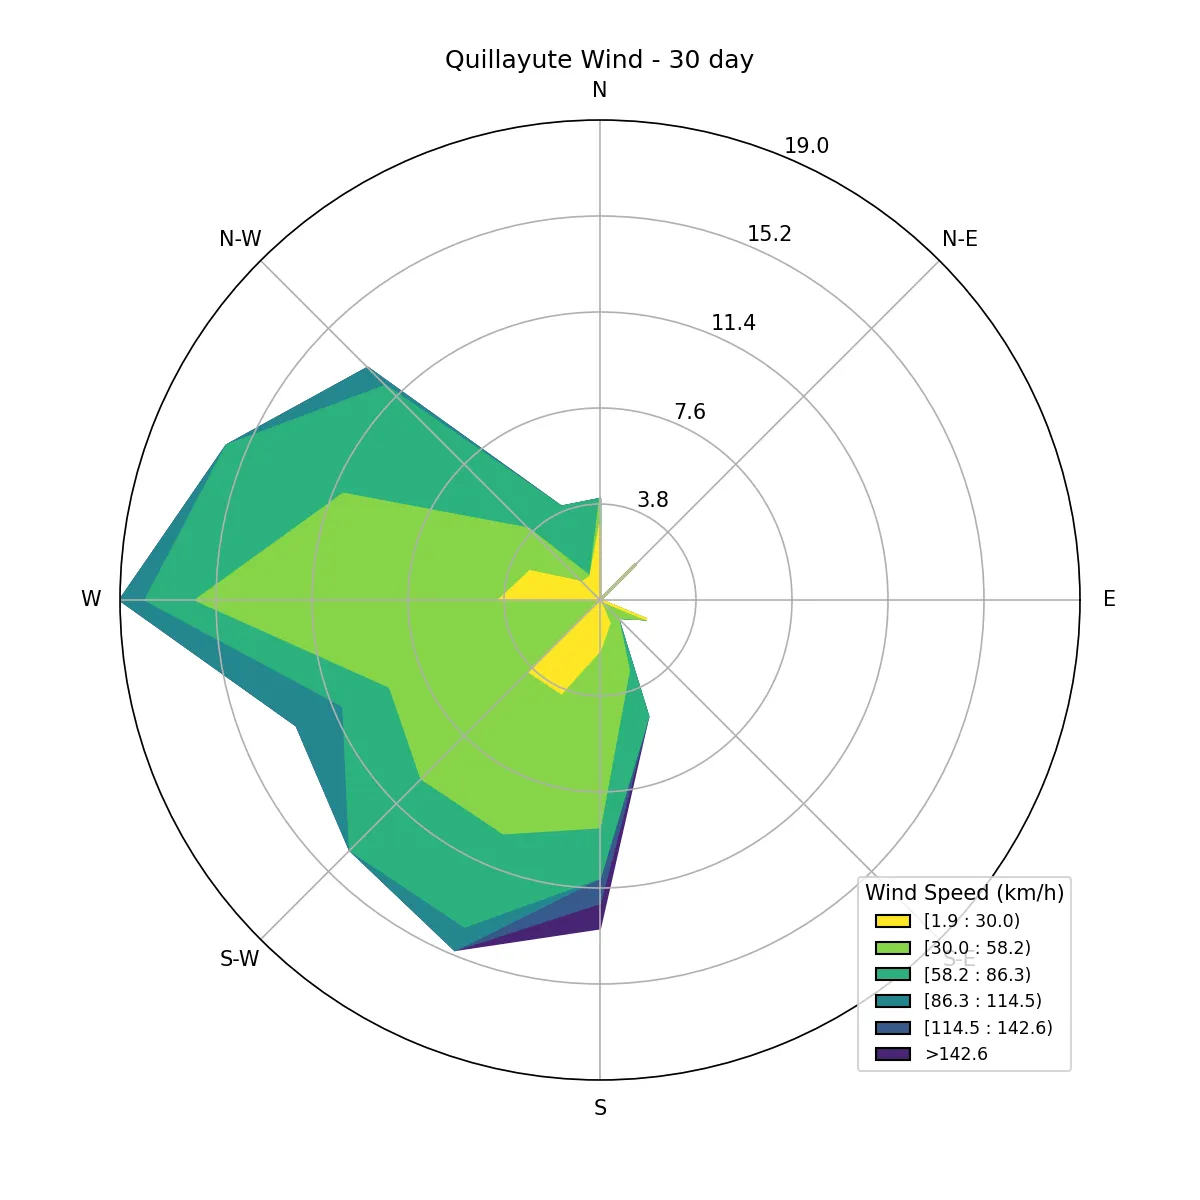 Quillayute Wind - 30 day
N
19.0
15.2
N-W
N-E
11.4
7.6
3.8
W
E
Wind Speed (km/h)
[1.9 : 30.0)
[30.0 : 58.2)
S-W
S-E
[58.2 : 86.3)
[86.3 : 114.5)
[114.5 : 142.6)
>142.6
S